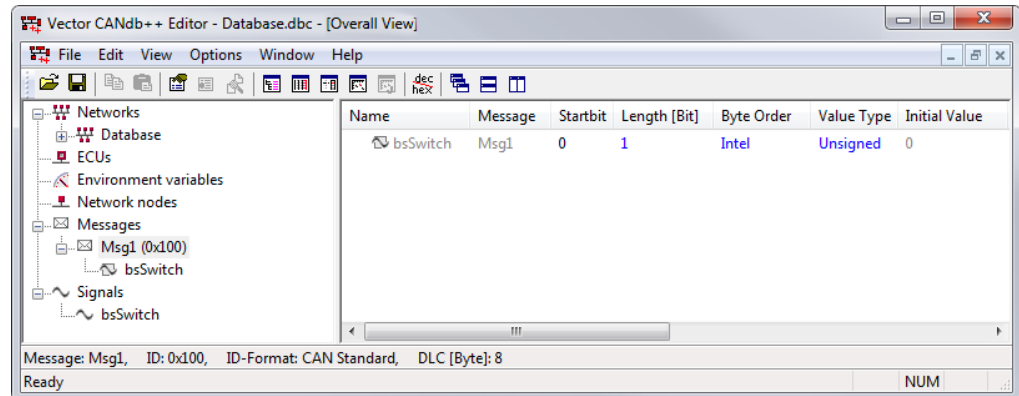 Vector CANdb++ Editor - Database.dbc - [Overall View]
File Edit View Options Window Help
dec
hex
Networks
Database
ECUs
Environment variables
Network nodes
Messages
Msg1 (0x100)
bsSwitch
Signals
bsSwitch
Name Message Startbit Length [Bit] Byte Order Value Type Initial Value
bsSwitch Msg1 0 1 Intel Unsigned 0
Message: Msg1, ID: 0x100, ID-Format: CAN Standard, DLC [Byte]: 8
Ready NUM